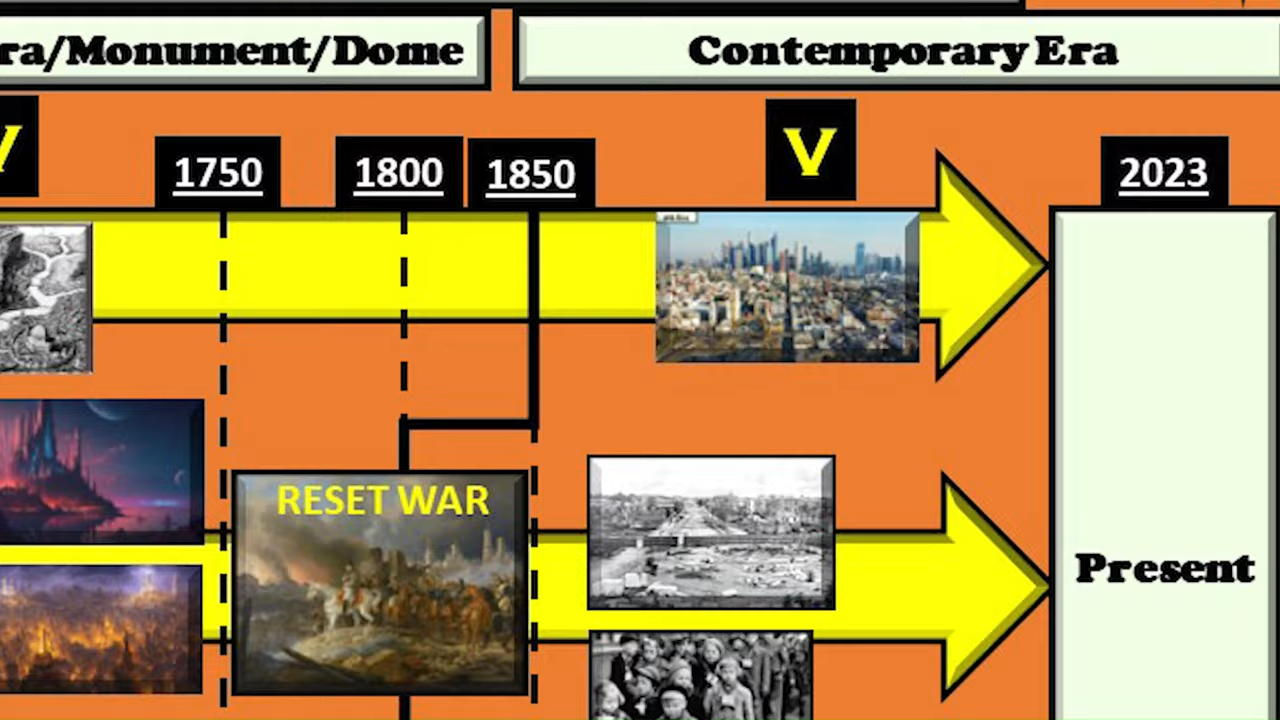 ra/Monument/Dome
Contemporary Era
V
1750
1800
1850
V
2023
RESET WAR
Present